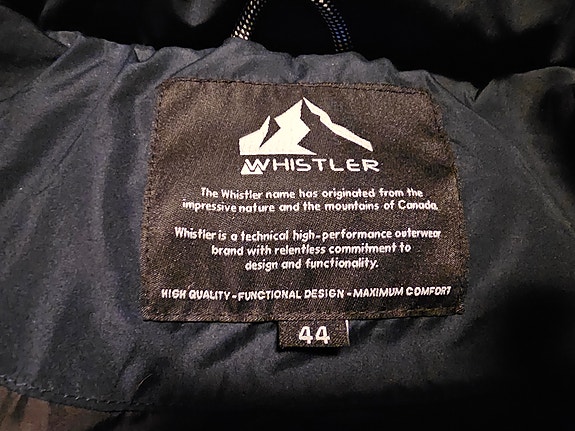 WHISTLER
The Whistler name has originated from the
impressive nature and the mountains of Canada.
Whistler is a technical high-performance outerwear
brand with relentless commitment to
design and functionality.
HIGH QUALITY - FUNCTIONAL DESIGN - MAXIMUM COMFORT
44